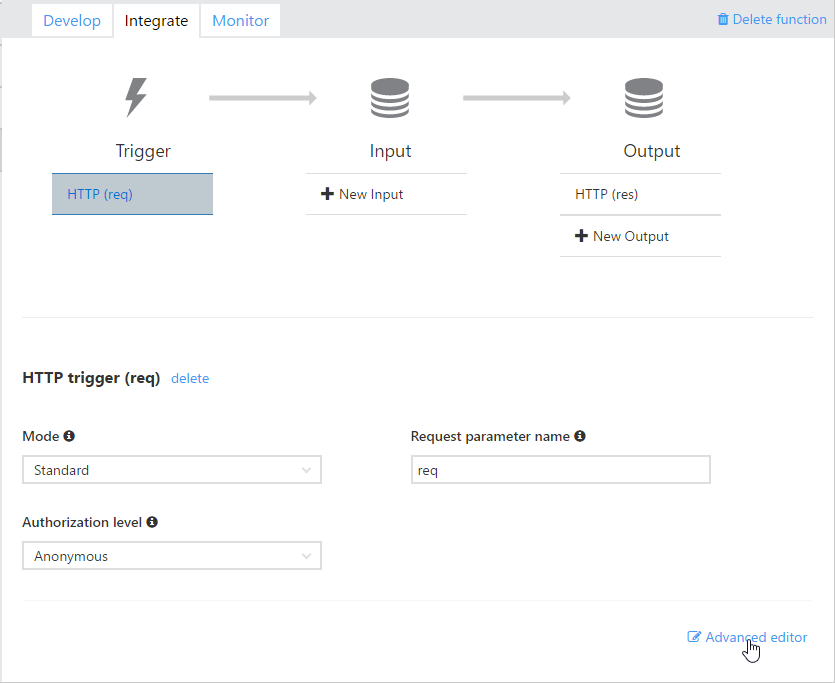 Develop Integrate Monitor Delete function
Trigger Input Output
HTTP (req) New Input HTTP (res)
New Output
HTTP trigger (req) delete
Mode Request parameter name
Standard req
Authorization level
Anonymous
Advanced editor